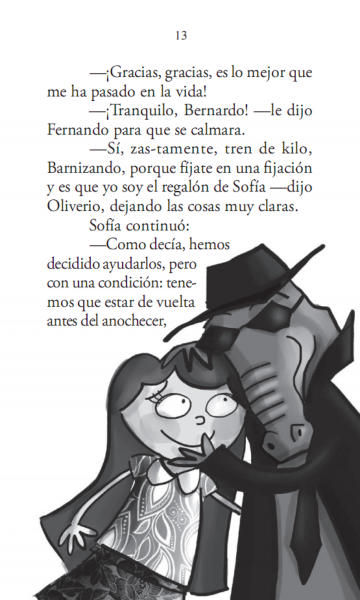 13
—¡Gracias, gracias, es lo mejor que
me ha pasado en la vida!
—¡Tranquilo, Bernardo! —le dijo
Fernando para que se calmara.
—Sí, zas-tamente, tren de kilo,
Barnizando, porque fíjate en una fijación
y es que yo soy el regalón de Sofía —dijo
Oliverio, dejando las cosas muy claras.
Sofía continuó:
—Como decía, hemos
decidido ayudarlos, pero
con una condición: tene-
mos que estar de vuelta
antes del anochecer,